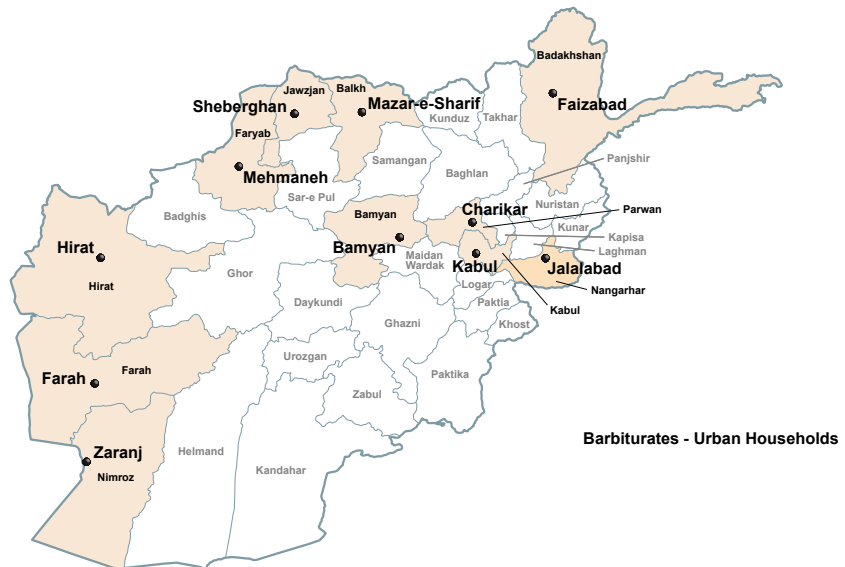 Badakhshan
Jawzjan
Balkh
Sheberghan
Mazar-e-Sharif
Faizabad
Kunduz
Takhar
Faryab
Samangan
Panjshir
Mehmaneh
Baghlan
Sar-e Pul
Nuristan
Badghis
Bamyan
Charikar
Parwan
Kunar
Hirat
Bamyan
Kapisa
Maidan
Wardak
Kabul
Laghman
Jalalabad
Ghor
Hirat
Logar
Nangarhar
Daykundi
Paktia
Kabul
Ghazni
Khost
Urozgan
Farah
Farah
Paktika
Zabul
Barbiturates - Urban Households
Zaranj
Helmand
Kandahar
Nimroz